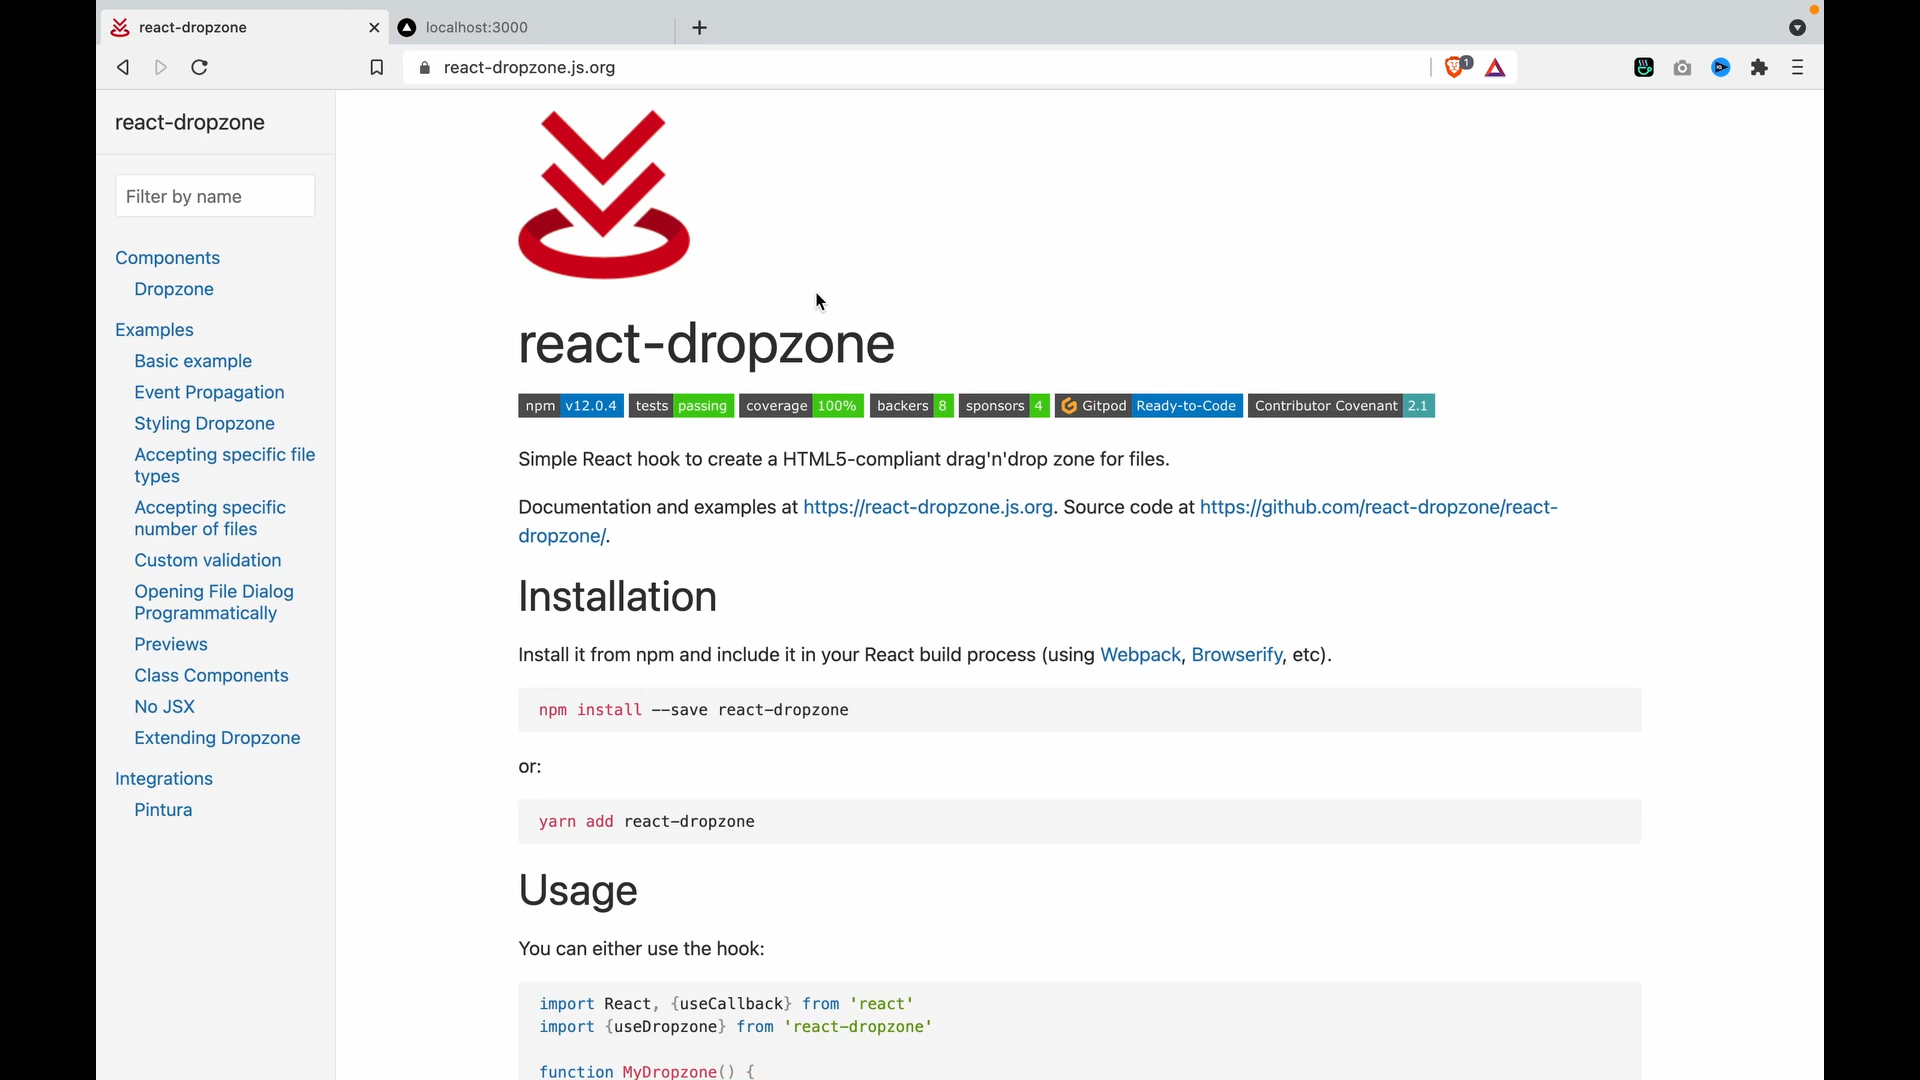 react-dropzone
localhost:3000
react-dropzone.js.org
1
react-dropzone
Filter by name
Components
Dropzone
Examples
Basic example
Event Propagation
Styling Dropzone
Accepting specific file
types
Accepting specific
number of files
Custom validation
Opening File Dialog
Programmatically
Previews
Class Components
No JSX
Extending Dropzone
Integrations
Pintura
react-dropzone
npm v12.0.4 tests passing coverage 100% backers 8 sponsors 4 Gitpod Ready-to-Code Contributor Covenant 2.1
Simple React hook to create a HTML5-compliant drag'n'drop zone for files.
Documentation and examples at https://react-dropzone.js.org. Source code at https://github.com/react-dropzone/react-
dropzone/.
Installation
Install it from npm and include it in your React build process (using Webpack, Browserify, etc).
npm install --save react-dropzone
or:
yarn add react-dropzone
Usage
You can either use the hook:
import React, {useCallback} from 'react'
import {useDropzone} from 'react-dropzone'
function MyDropzone() {